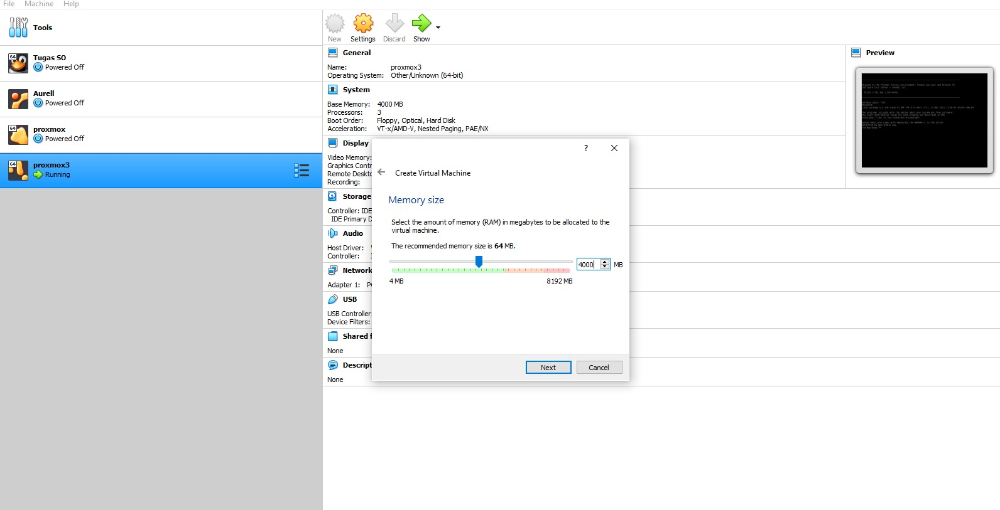 File Machine Help
Tools
64 Tugas SO
Powered Off
Aurell
Powered Off
64 proxmox
Powered Off
64 proxmox3
Running
New Settings Discard Show
General
Name: proxmox3
Operating System: Other/Unknown (64-bit)
System
Base Memory: 4000 MB
Processors: 3
Boot Order: Floppy, Optical, Hard Disk
Acceleration: VT-x/AMD-V, Nested Paging, PAE/NX
Display
Video Memory:
Graphics Contr
Remote Deskto
Recording:
Storage
Controller: IDE
IDE Primary D
Audio
Host Driver:
Controller:
Network
Adapter 1:
USB
USB Controller
Device Filters:
Shared f
None
Descript
None
Preview
? 
Create Virtual Machine
Memory size
Select the amount of memory (RAM) in megabytes to be allocated to the
virtual machine.
The recommended memory size is 64 MB.
4000 MB
4 MB 8192 MB
Next Cancel